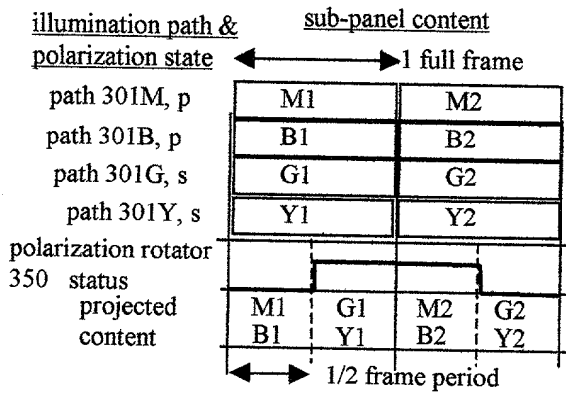 illumination path & sub-panel content
polarization state 1 full frame
path 301M, p M1 M2
path 301B, p B1 B2
path 301G, s G1 G2
path 301Y, s Y1 Y2
polarization rotator
350 status
projected M1 G1 M2 G2
content B1 Y1 B2 Y2
1/2 frame period